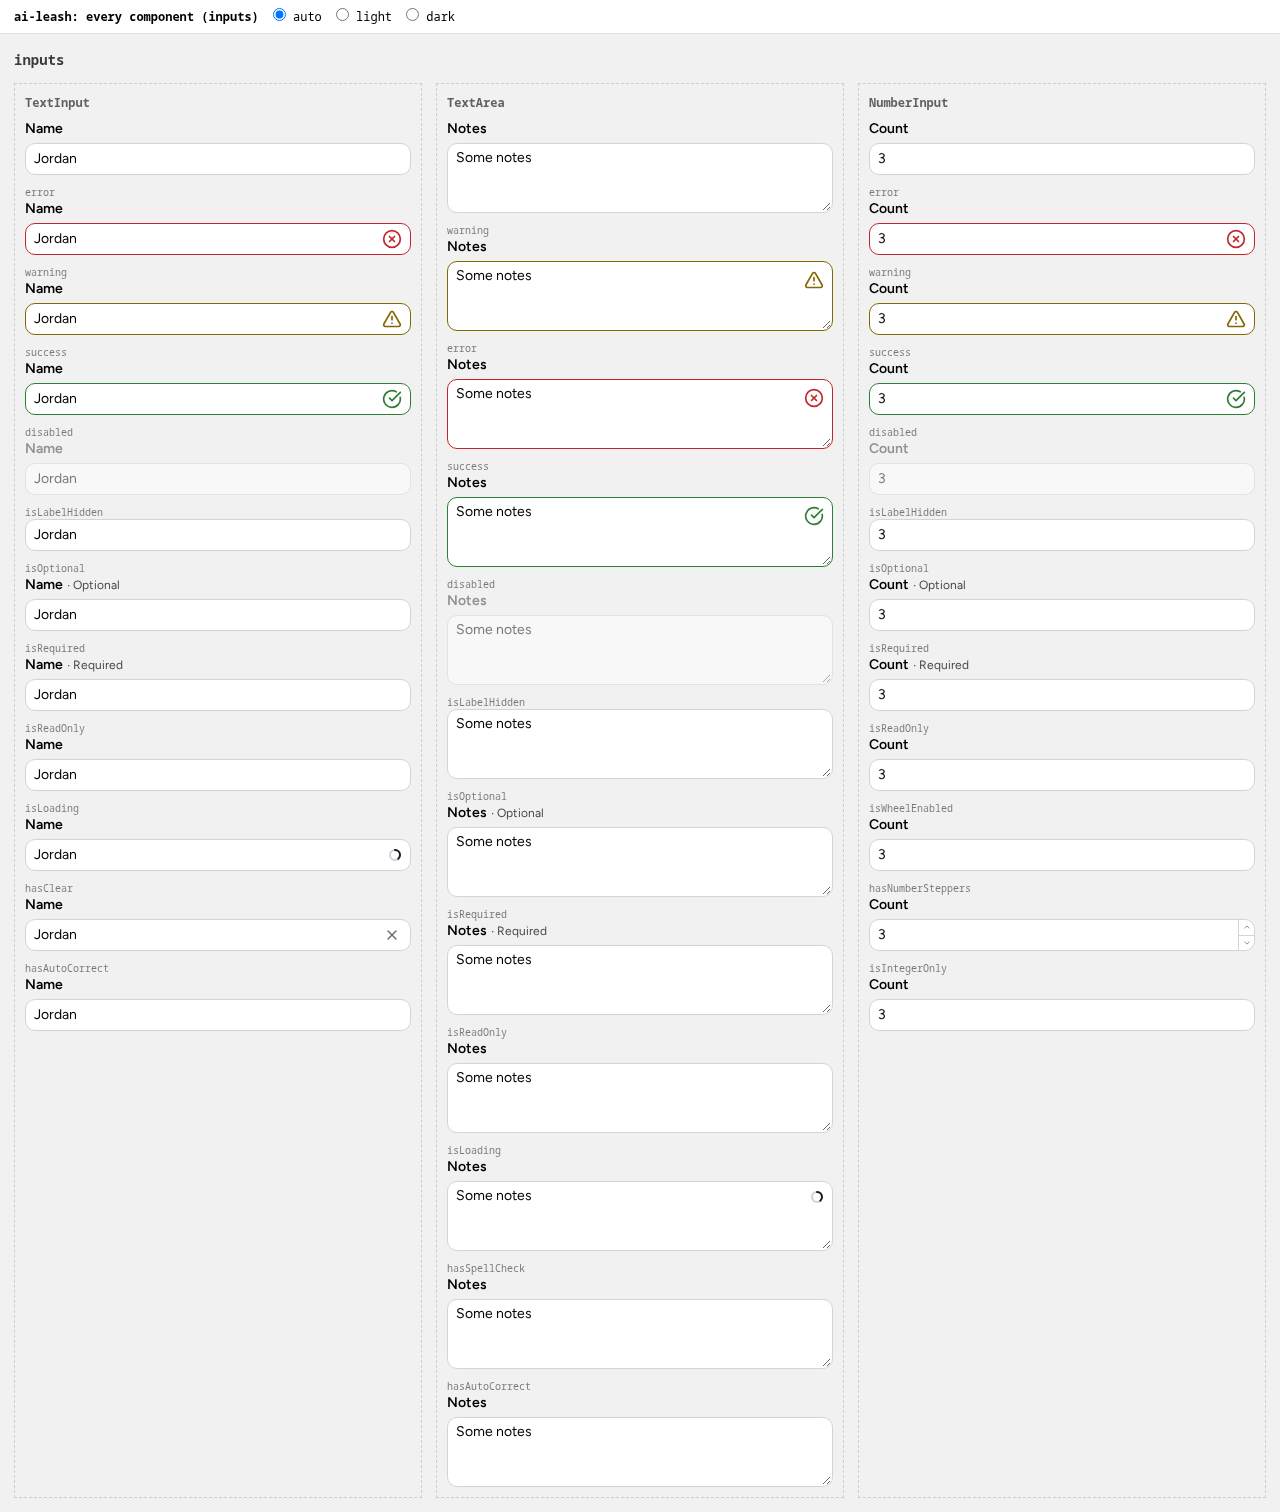 ai-leash: every component (inputs) auto light dark
inputs
TextInput
Name
Jordan
error
Name
Jordan
warning
Name
Jordan
success
Name
Jordan
disabled
Name
Jordan
isLabelHidden
Jordan
isOptional
Name · Optional
Jordan
isRequired
Name · Required
Jordan
isReadOnly
Name
Jordan
isLoading
Name
Jordan
hasClear
Name
Jordan
hasAutoCorrect
Name
Jordan
TextArea
Notes
Some notes
warning
Notes
Some notes
error
Notes
Some notes
success
Notes
Some notes
disabled
Notes
Some notes
isLabelHidden
Some notes
isOptional
Notes · Optional
Some notes
isRequired
Notes · Required
Some notes
isReadOnly
Notes
Some notes
isLoading
Notes
Some notes
hasSpellCheck
Notes
Some notes
hasAutoCorrect
Notes
Some notes
NumberInput
Count
3
error
Count
3
warning
Count
3
success
Count
3
disabled
Count
3
isLabelHidden
3
isOptional
Count · Optional
3
isRequired
Count · Required
3
isReadOnly
Count
3
isWheelEnabled
Count
3
hasNumberSteppers
Count
3
isIntegerOnly
Count
3